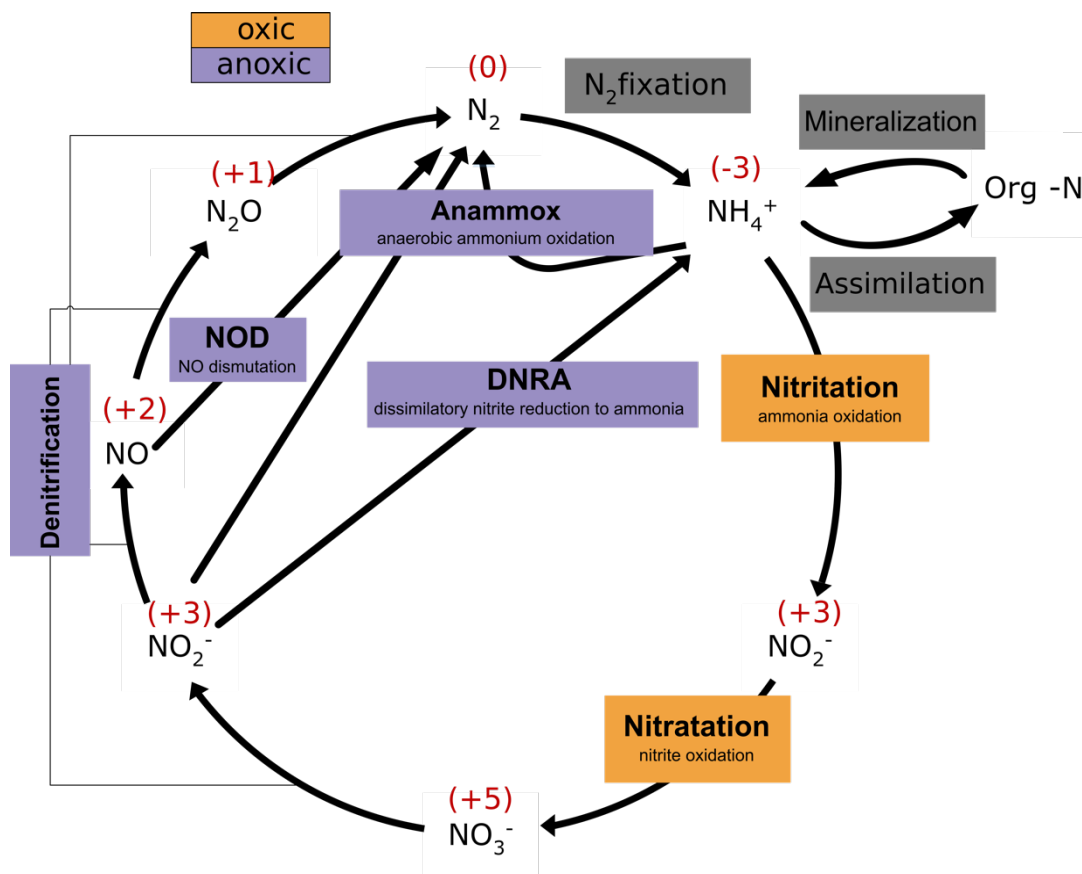 oxic
anoxic
(0)
N₂
N₂fixation
Mineralization
(+1)
N₂O
Anammox
anaerobic ammonium oxidation
(-3)
NH₄⁺
Org -N
Assimilation
NOD
NO dismutation
DNRA
dissimilatory nitrite reduction to ammonia
Nitritation
ammonia oxidation
Denitrification
(+2)
NO
(+3)
NO₂⁻
(+3)
NO₂⁻
Nitratation
nitrite oxidation
(+5)
NO₃⁻